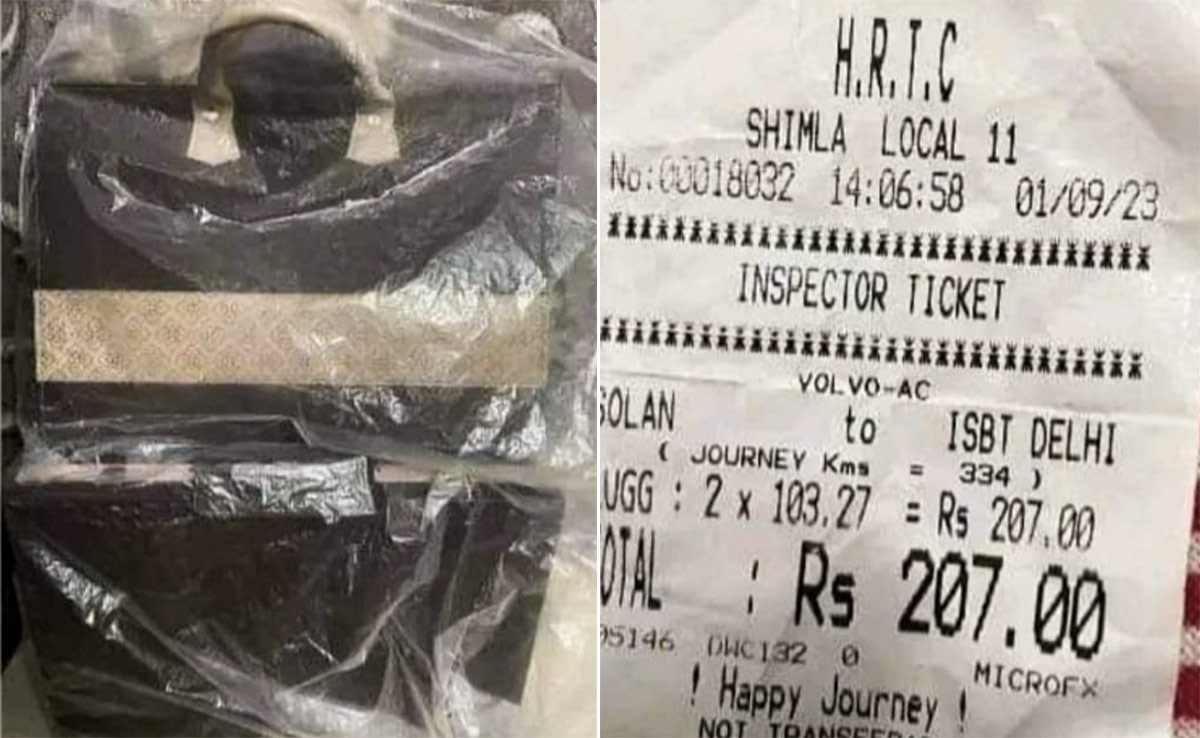 H.R.T.C
SHIMLA LOCAL 11
No:00018032 14:06:58 01/09/23
INSPECTOR TICKET
VOLVO-AC
SOLAN to ISBT DELHI
( JOURNEY Kms = 334 )
UGG : 2 x 103.27 = Rs 207.00
OTAL : Rs 207.00
05146 DWC132 0
MICROFX
! Happy Journey !
NOT